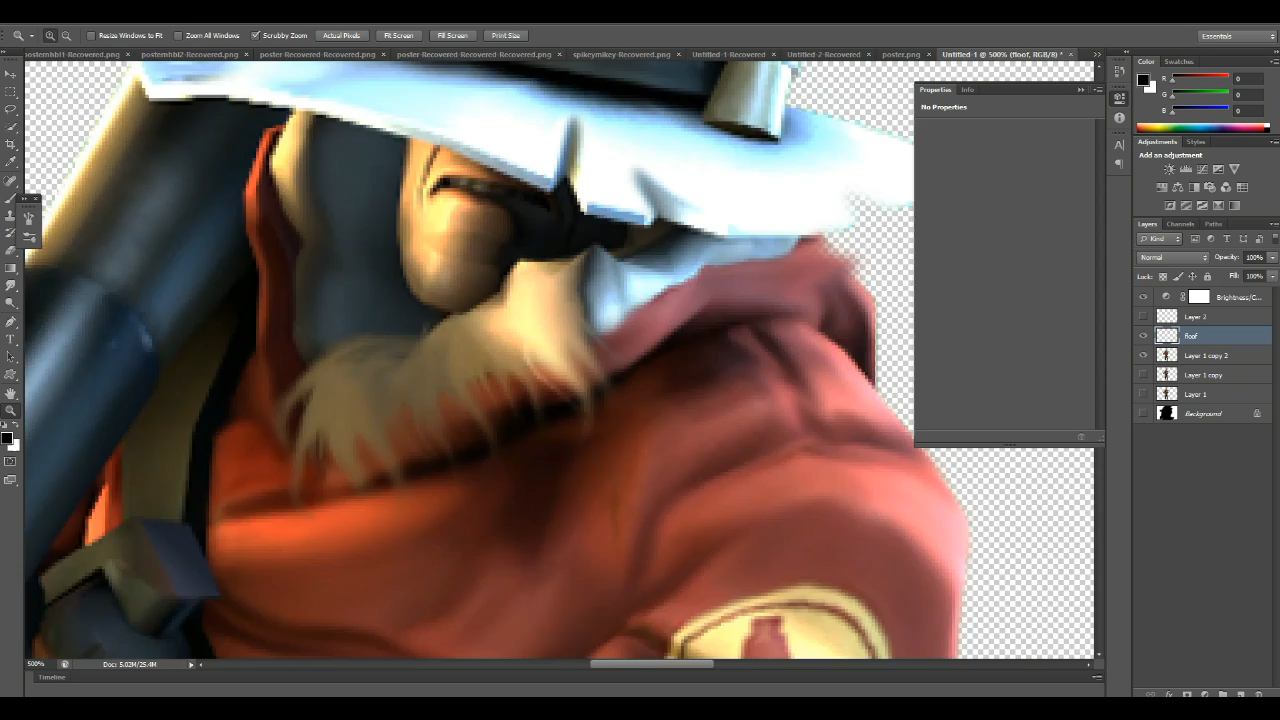 Resize Windows to Fit Zoom All Windows Scrubby Zoom Actual Pixels Fit Screen Fill Screen Print Size Essentials
posternhbl1-Recovered.png × posternhbl2-Recovered.png × poster-Recovered-Recovered.png × poster-Recovered-Recovered-Recovered.png × spikeymikey-Recovered.png × Untitled-1-Recovered × Untitled-2-Recovered × poster.png × Untitled-1 @ 500% (floof, RGB/8) * ×
Color Swatches
R 0
G 0
B 0
Properties Info
No Properties
Adjustments Styles
Add an adjustment
Layers Channels Paths
Kind
Normal Opacity: 100%
Lock: Fill: 100%
Brightness/C...
Layer 2
floof
Layer 1 copy 2
Layer 1 copy
Layer 1
Background
500% Doc: 5.02M/25.4M
Timeline